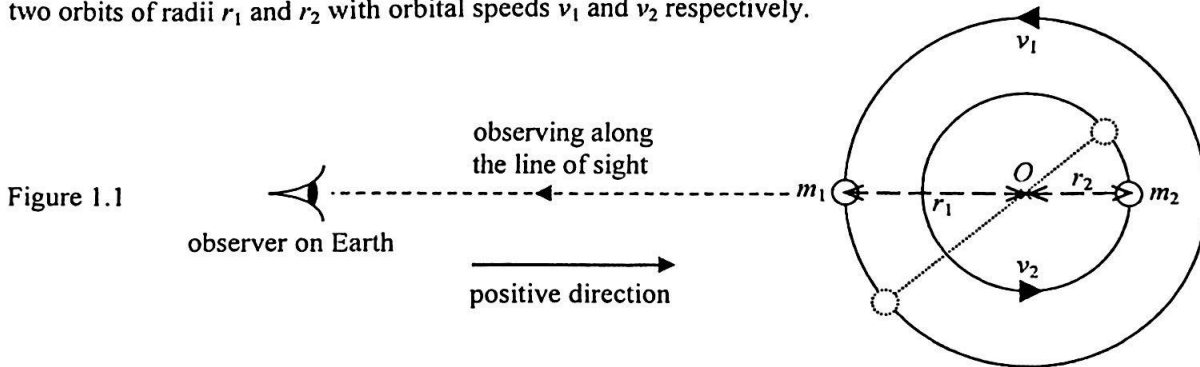 two orbits of radii r₁ and r₂ with orbital speeds v₁ and v₂ respectively.
v₁
observing along
the line of sight
Figure 1.1
m₁
r₁
O
r₂
m₂
observer on Earth
v₂
positive direction